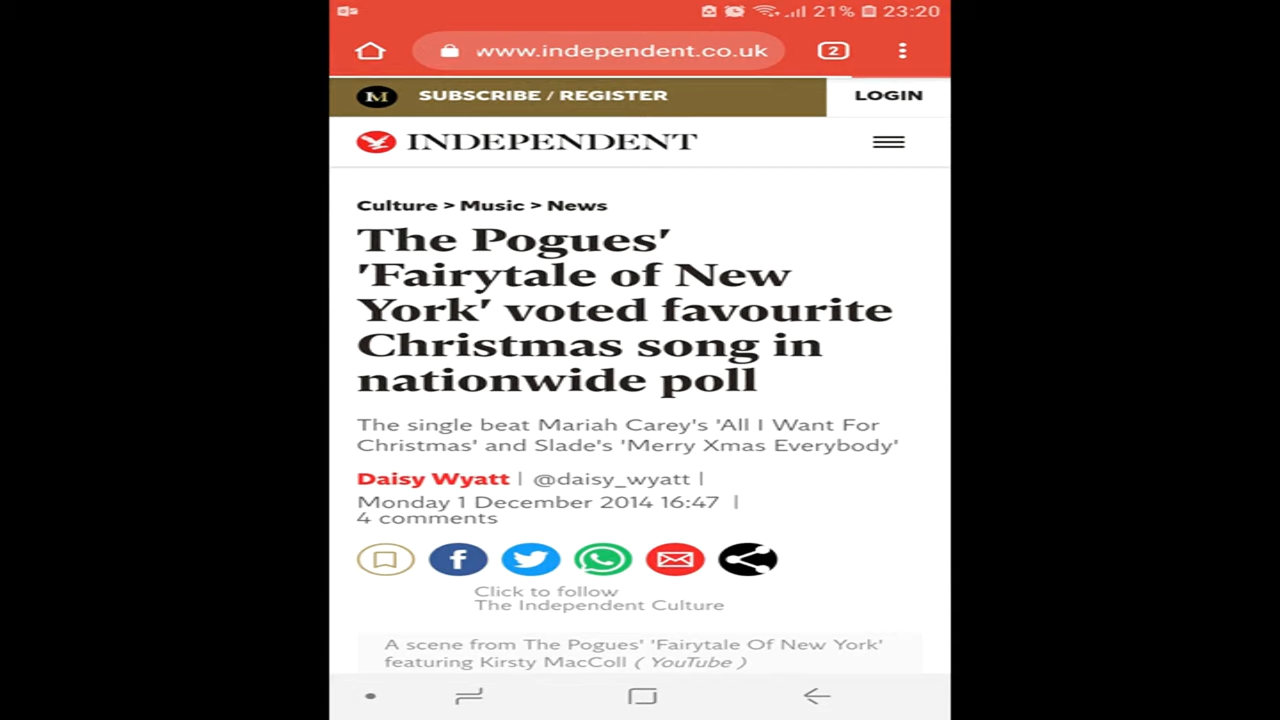 21% 23:20
www.independent.co.uk 2
M SUBSCRIBE / REGISTER LOGIN
INDEPENDENT
Culture > Music > News
The Pogues'
'Fairytale of New
York' voted favourite
Christmas song in
nationwide poll
The single beat Mariah Carey's 'All I Want For
Christmas' and Slade's 'Merry Xmas Everybody'
Daisy Wyatt | @daisy_wyatt |
Monday 1 December 2014 16:47 |
4 comments
Click to follow
The Independent Culture
A scene from The Pogues' 'Fairytale Of New York'
featuring Kirsty MacColl ( YouTube )